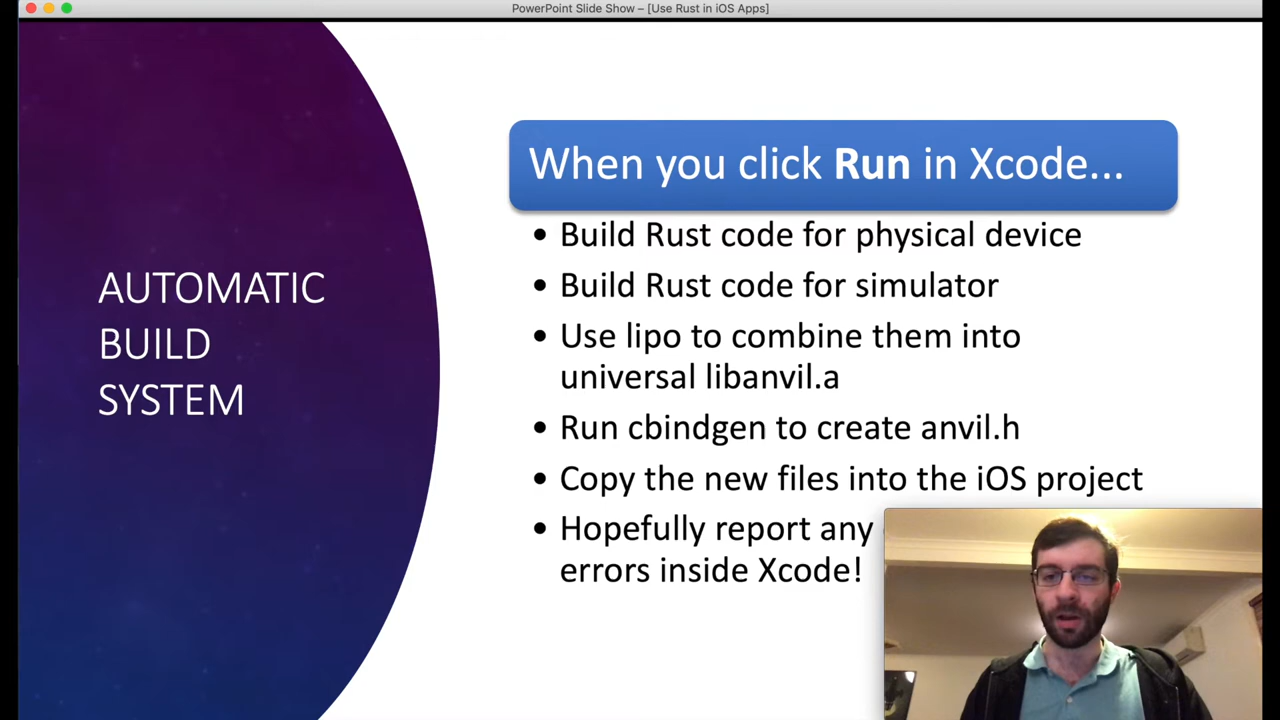 PowerPoint Slide Show – [Use Rust in iOS Apps]
AUTOMATIC
BUILD
SYSTEM
When you click Run in Xcode...
• Build Rust code for physical device
• Build Rust code for simulator
• Use lipo to combine them into
universal libanvil.a
• Run cbindgen to create anvil.h
• Copy the new files into the iOS project
• Hopefully report any
errors inside Xcode!